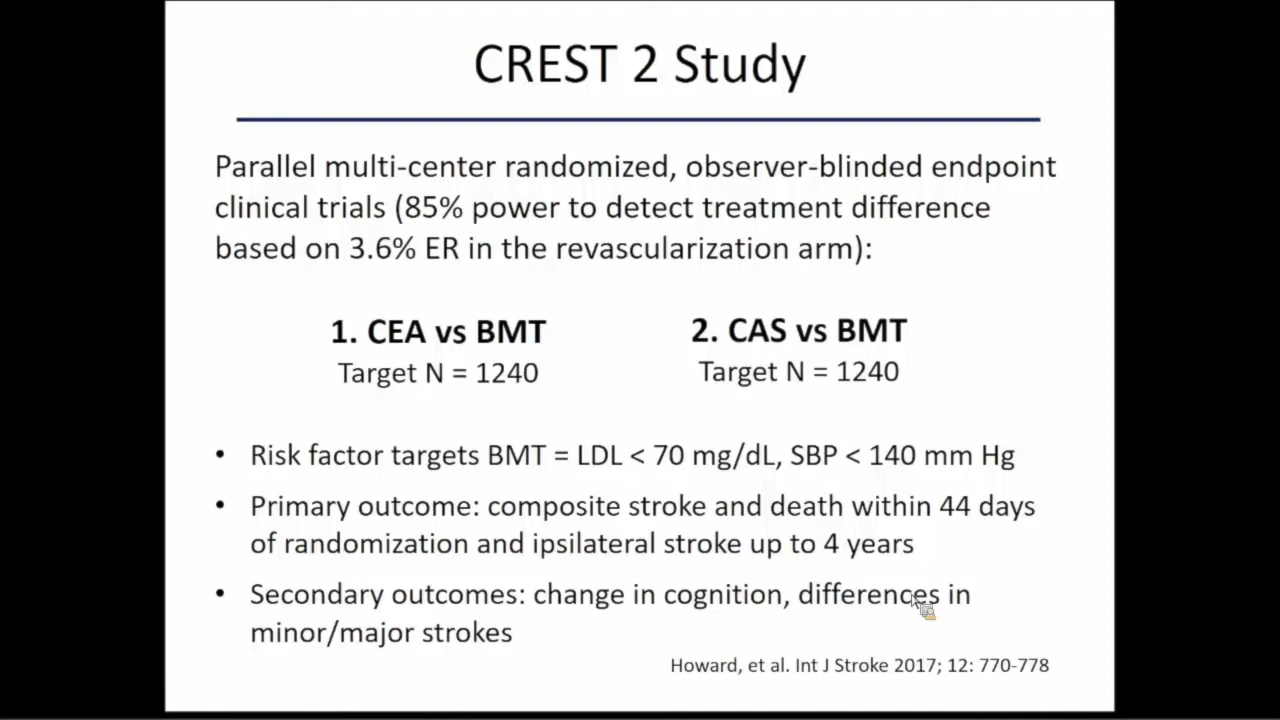 CREST 2 Study
Parallel multi-center randomized, observer-blinded endpoint
clinical trials (85% power to detect treatment difference
based on 3.6% ER in the revascularization arm):
1. CEA vs BMT
Target N = 1240
2. CAS vs BMT
Target N = 1240
• Risk factor targets BMT = LDL < 70 mg/dL, SBP < 140 mm Hg
• Primary outcome: composite stroke and death within 44 days
of randomization and ipsilateral stroke up to 4 years
• Secondary outcomes: change in cognition, differences in
minor/major strokes
Howard, et al. Int J Stroke 2017; 12: 770-778